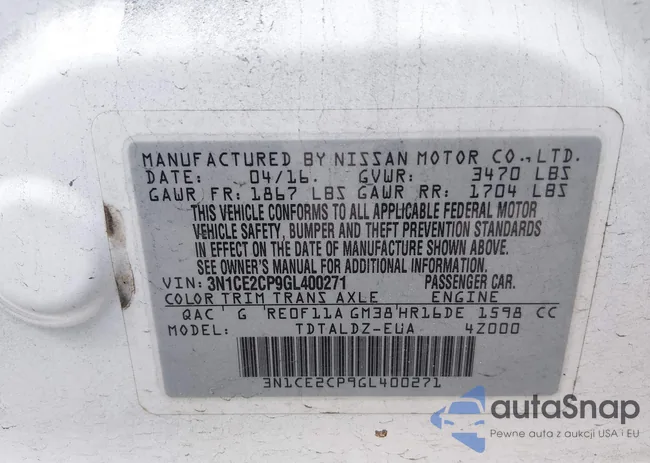 MANUFACTURED BY NISSAN MOTOR CO., LTD.
DATE: 04/16. GVWR: 3470 LBS
GAWR FR: 1867 LBS GAWR RR: 1704 LBS
THIS VEHICLE CONFORMS TO ALL APPLICABLE FEDERAL MOTOR
VEHICLE SAFETY, BUMPER AND THEFT PREVENTION STANDARDS
IN EFFECT ON THE DATE OF MANUFACTURE SHOWN ABOVE.
SEE OWNER'S MANUAL FOR ADDITIONAL INFORMATION.
VIN: 3N1CE2CP9GL400271 PASSENGER CAR.
COLOR TRIM TRANS AXLE ENGINE
QAC G RE0F11A GM38 HR16DE 1598 CC
MODEL: TDTALDZ-EUA 4Z000
3N1CE2CP9GL400271
autoSnap
Pewne auta z aukcji USA i EU